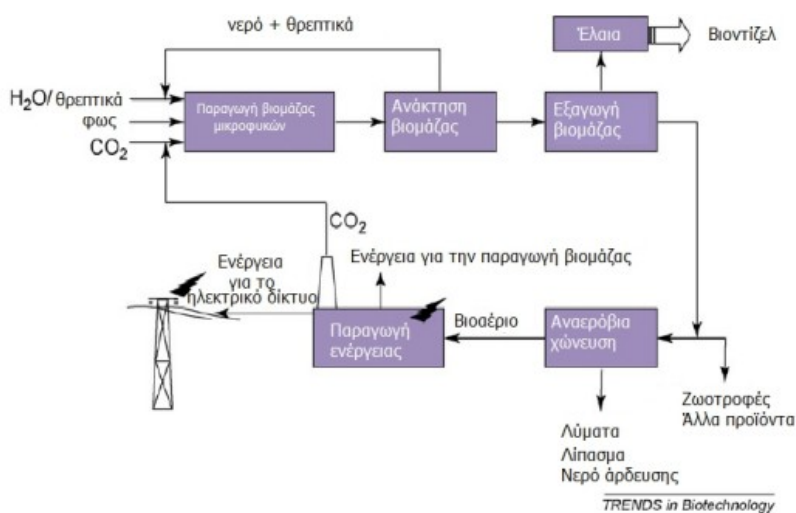 νερό + θρεπτικά
Έλαια
Βιοντίζελ
H₂O/ θρεπτικά
φως
CO₂
Παραγωγή βιομάζας
μικροφυκών
Ανάκτηση
βιομάζας
Εξαγωγή
βιομάζας
CO₂
Ενέργεια
για το
ηλεκτρικό δίκτυο
Ενέργεια για την παραγωγή βιομάζας
Παραγωγή
ενέργειας
Βιοαέριο
Αναερόβια
χώνευση
Ζωοτροφές
Άλλα προϊόντα
Λύματα
Λίπασμα
Νερό άρδευσης
TRENDS in Biotechnology